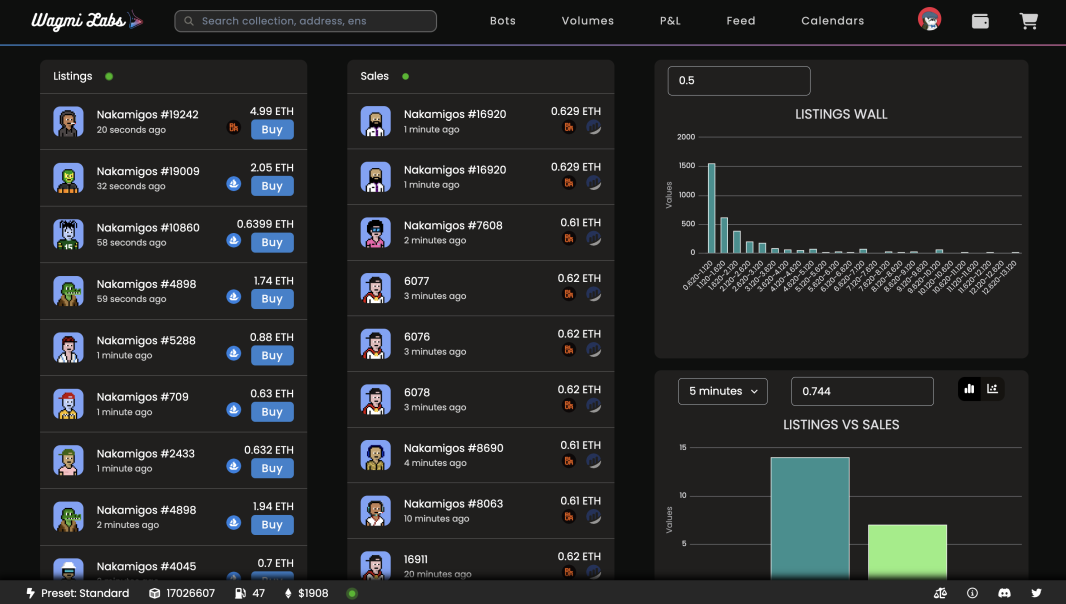 Wagmi Labs
Search collection, address, ens
Bots
Volumes
P&L
Feed
Calendars
Listings
Nakamigos #19242
20 seconds ago
4.99 ETH
Buy
Nakamigos #19009
32 seconds ago
2.05 ETH
Buy
Nakamigos #10860
58 seconds ago
0.6399 ETH
Buy
Nakamigos #4898
59 seconds ago
1.74 ETH
Buy
Nakamigos #5288
1 minute ago
0.88 ETH
Buy
Nakamigos #709
1 minute ago
0.63 ETH
Buy
Nakamigos #2433
1 minute ago
0.632 ETH
Buy
Nakamigos #4898
2 minutes ago
1.94 ETH
Buy
Nakamigos #4045
0.7 ETH
Sales
Nakamigos #16920
1 minute ago
0.629 ETH
Nakamigos #16920
1 minute ago
0.629 ETH
Nakamigos #7608
2 minutes ago
0.61 ETH
6077
3 minutes ago
0.62 ETH
6076
3 minutes ago
0.62 ETH
6078
3 minutes ago
0.62 ETH
Nakamigos #8690
4 minutes ago
0.61 ETH
Nakamigos #8063
10 minutes ago
0.61 ETH
16911
20 minutes ago
0.62 ETH
0.5
LISTINGS WALL
Values
2000
1500
1000
500
0
0.620-1.120
1.120-1.620
1.620-2.120
2.120-2.620
2.620-3.120
3.120-3.620
3.620-4.120
4.120-4.620
4.620-5.120
5.120-5.620
5.620-6.120
6.120-6.620
6.620-7.120
7.120-7.620
7.620-8.120
8.120-8.620
8.620-9.120
9.120-9.620
9.620-10.120
10.120-10.620
10.620-11.120
11.120-11.620
11.620-12.120
12.120-12.620
12.620-13.120
5 minutes
0.744
LISTINGS VS SALES
Values
15
10
5
Preset: Standard
17026607
47
$1908